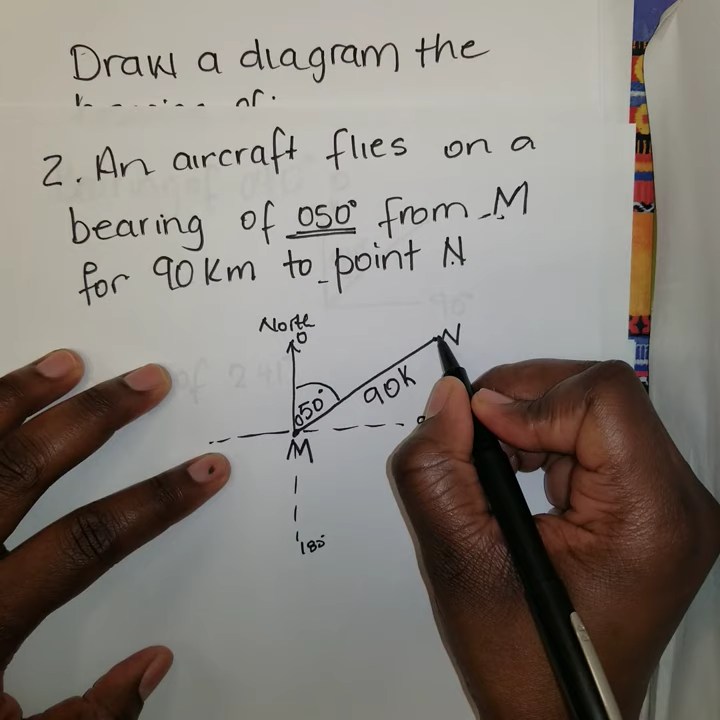 Draw a diagram the
2. An aircraft flies on a
bearing of 050° from M
for 90km to point N
North
0
N
050°
90k
M
180